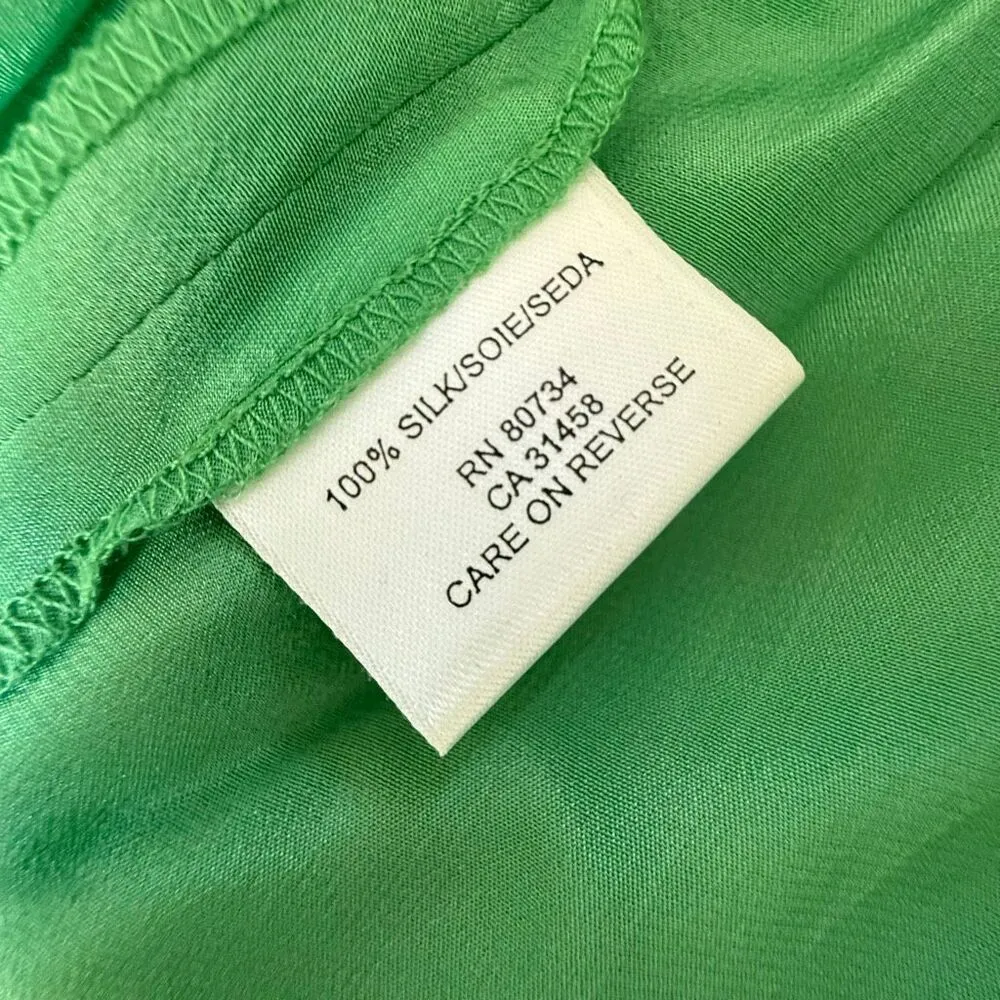 100% SILK/SOIE/SEDA
RN 80734
CA 31458
CARE ON REVERSE